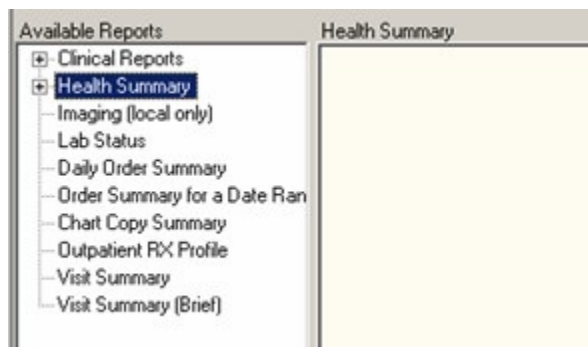 Available Reports
Health Summary
Clinical Reports
Health Summary
Imaging (local only)
Lab Status
Daily Order Summary
Order Summary for a Date Ran
Chart Copy Summary
Outpatient RX Profile
Visit Summary
Visit Summary (Brief)